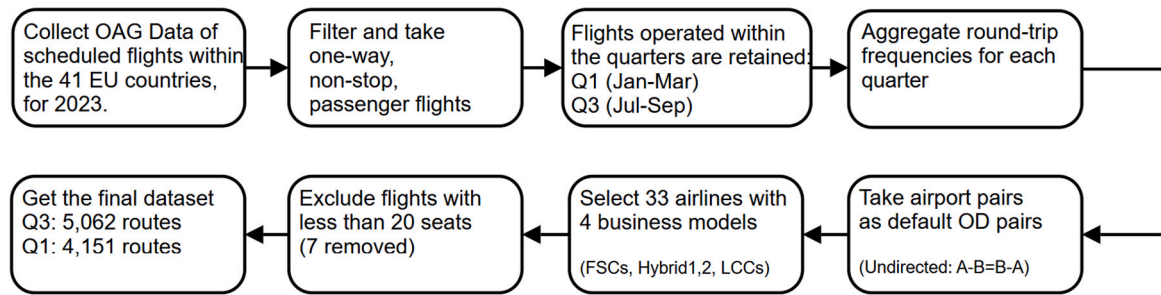 Collect OAG Data of
scheduled flights within
the 41 EU countries,
for 2023.
Filter and take
one-way,
non-stop,
passenger flights
Flights operated within
the quarters are retained:
Q1 (Jan-Mar)
Q3 (Jul-Sep)
Aggregate round-trip
frequencies for each
quarter
Take airport pairs
as default OD pairs
(Undirected: A-B=B-A)
Select 33 airlines with
4 business models
(FSCs, Hybrid1,2, LCCs)
Exclude flights with
less than 20 seats
(7 removed)
Get the final dataset
Q3: 5,062 routes
Q1: 4,151 routes